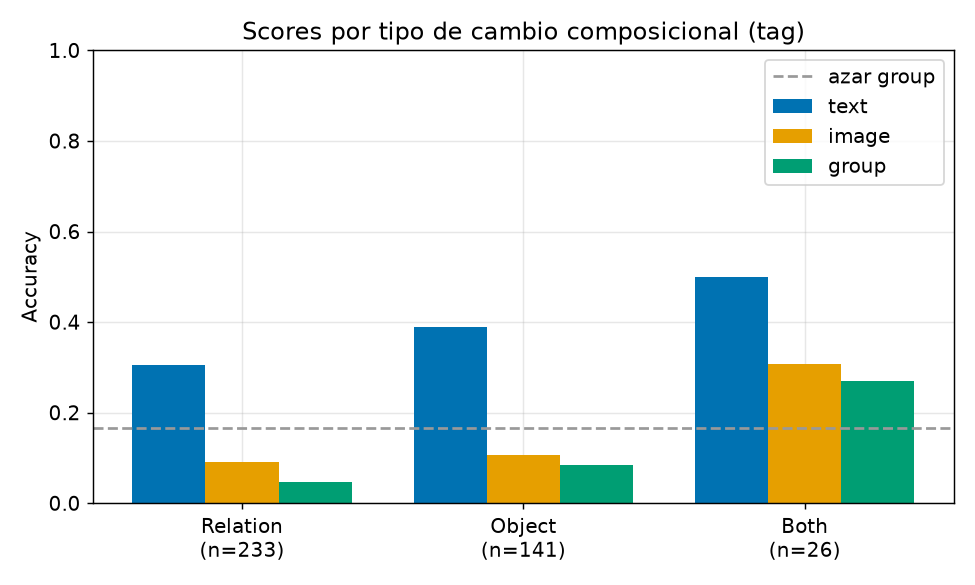 Scores por tipo de cambio composicional (tag)
1.0
0.8
0.6
0.4
0.2
0.0
Accuracy
azar group
text
image
group
Relation
(n=233)
Object
(n=141)
Both
(n=26)